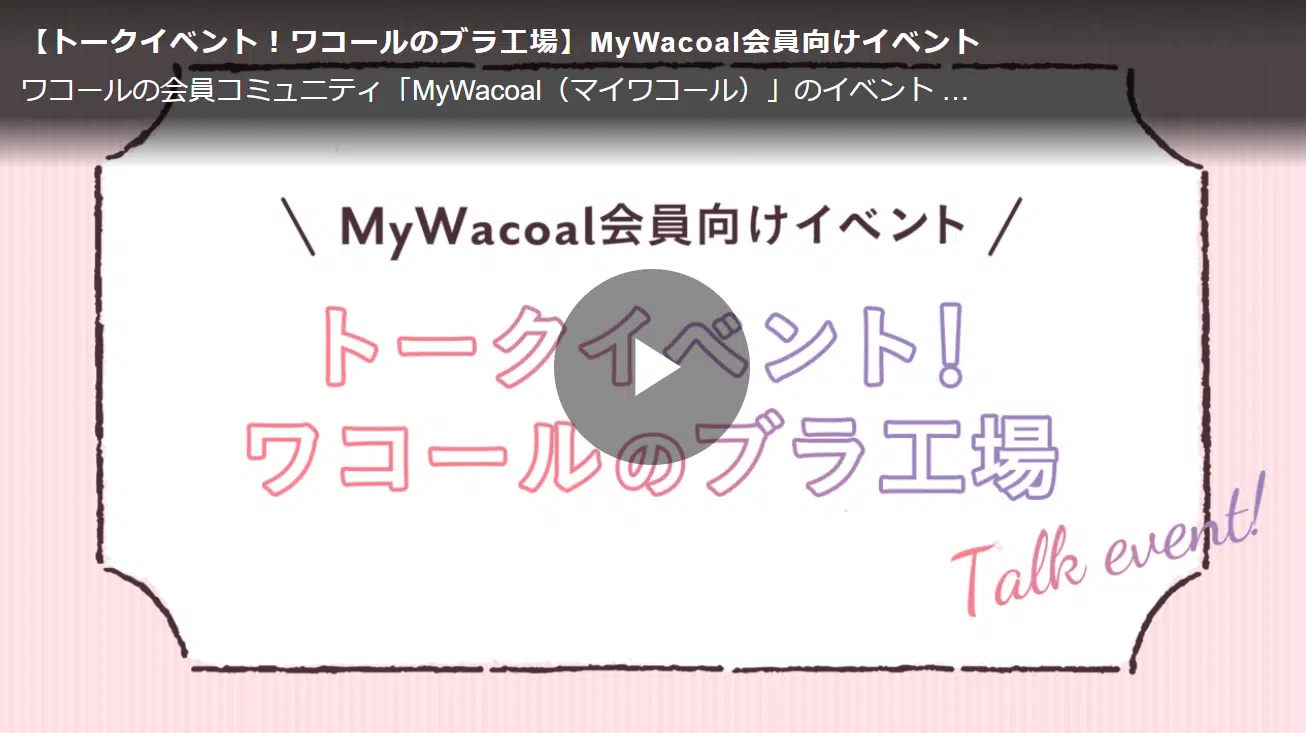 【トークイベント！ワコールのブラ工場】MyWacoal会員向けイベント
ワコールの会員コミュニティ「MyWacoal（マイワコール）」のイベント ...
\ MyWacoal会員向けイベント /
トークイベント！
ワコールのブラ工場
Talk event!